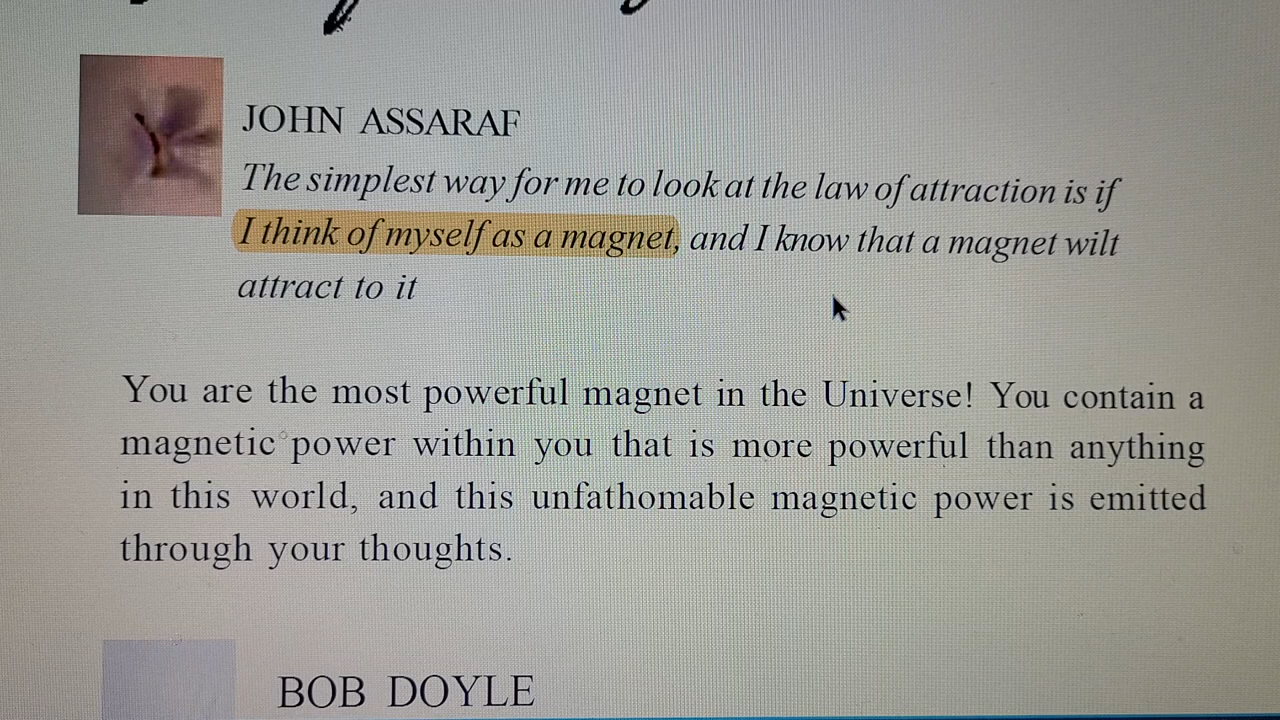 JOHN ASSARAF
The simplest way for me to look at the law of attraction is if
I think of myself as a magnet, and I know that a magnet wilt
attract to it
You are the most powerful magnet in the Universe! You contain a
magnetic power within you that is more powerful than anything
in this world, and this unfathomable magnetic power is emitted
through your thoughts.
BOB DOYLE